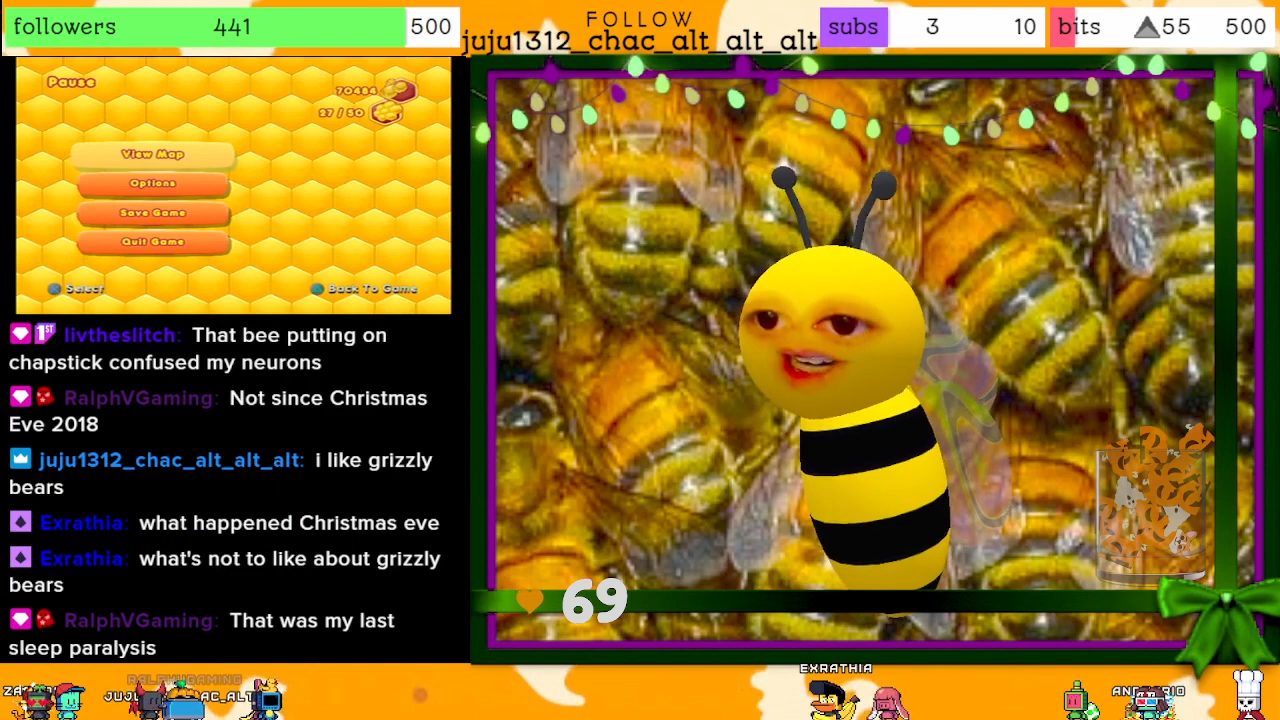 followers 441 500
FOLLOW
juju1312_chac_alt_alt_alt
subs 3 10
bits 55 500
Pause
70484
27 / 50
View Map
Options
Save Game
Quit Game
Select
Back To Game
livtheslitch: That bee putting on
chapstick confused my neurons
RalphVGaming: Not since Christmas
Eve 2018
juju1312_chac_alt_alt_alt: i like grizzly
bears
Exrathia: what happened Christmas eve
Exrathia: what's not to like about grizzly
bears
RalphVGaming: That was my last
sleep paralysis
69
RALPHVGAMING
EXRATHIA